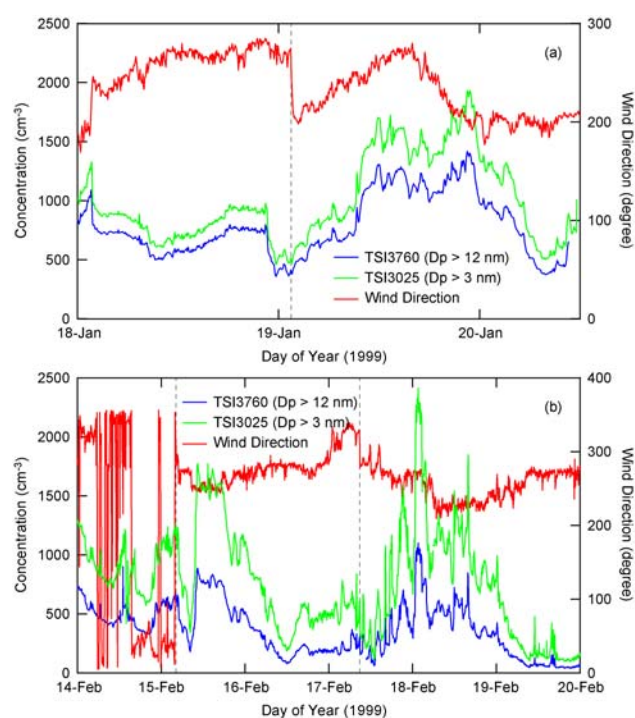 (a)
2500
2000
1500
1000
500
0
Concentration (cm⁻³)
300
200
100
0
Wind Direction (degree)
TSI3760 (Dp > 12 nm)
TSI3025 (Dp > 3 nm)
Wind Direction
18-Jan 19-Jan 20-Jan
Day of Year (1999)
(b)
2500
2000
1500
1000
500
0
Concentration (cm⁻³)
400
300
200
100
0
Wind Direction (degree)
TSI3760 (Dp > 12 nm)
TSI3025 (Dp > 3 nm)
Wind Direction
14-Feb 15-Feb 16-Feb 17-Feb 18-Feb 19-Feb 20-Feb
Day of Year (1999)